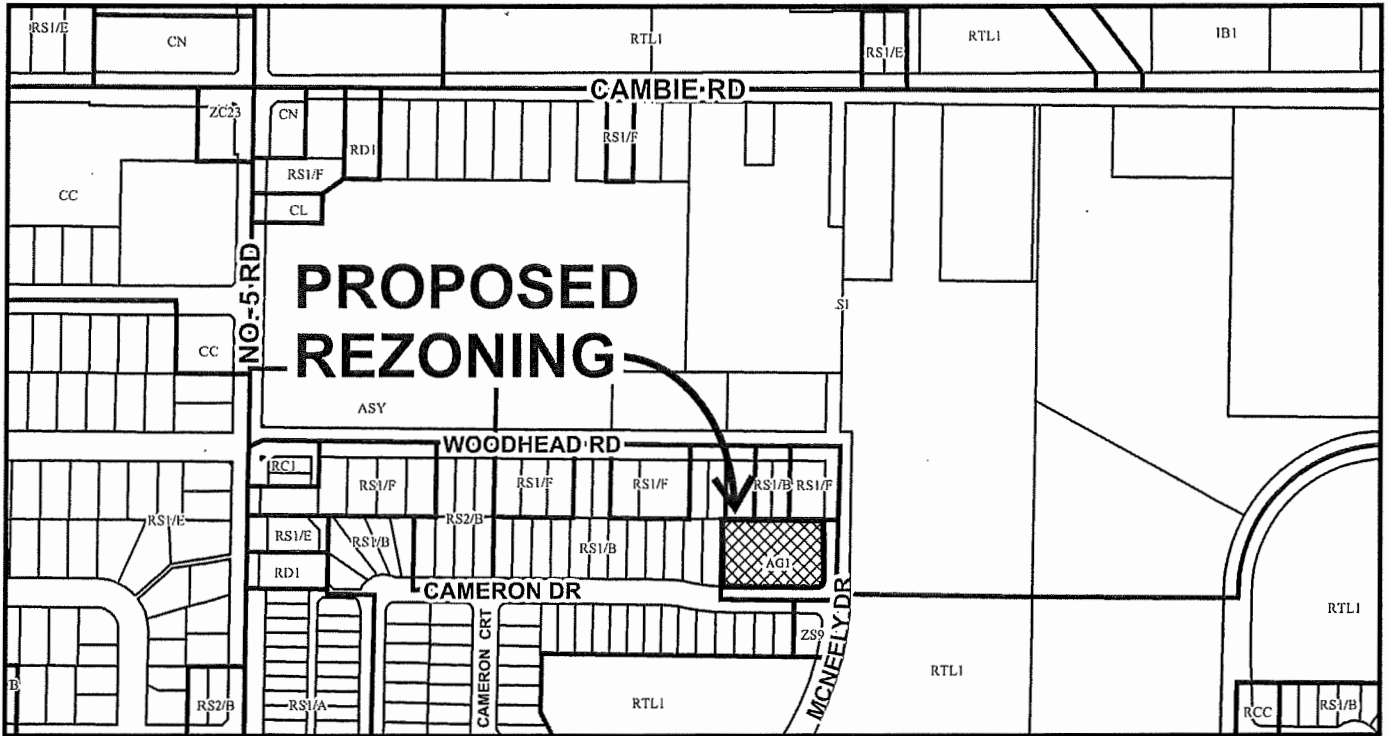 RS1/E
CN
RTL1
RS1/E
RTL1
IB1
CAMBIE RD
ZC23
CN
RD1
RS1/F
RS1/F
CC
CL
NO. 5 RD
PROPOSED
REZONING
CC
ASY
WOODHEAD RD
RC1
RS1/F
RS1/F
RS1/F
RS1/B
RS1/F
RS1/E
RS2/B
RS1/E
RS1/B
RS1/B
AG1
RD1
CAMERON DR
CAMERON CRT
ZS9
MCNEELY DR
RTL1
RTL1
B
RS2/B
RS1/A
RTL1
RCC
RS1/B